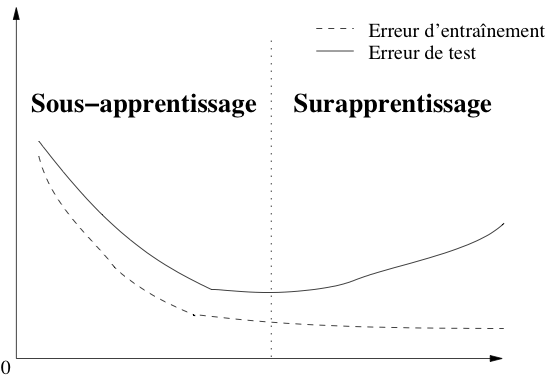 Erreur d'entraînement
Erreur de test
Sous−apprentissage
Surapprentissage
0